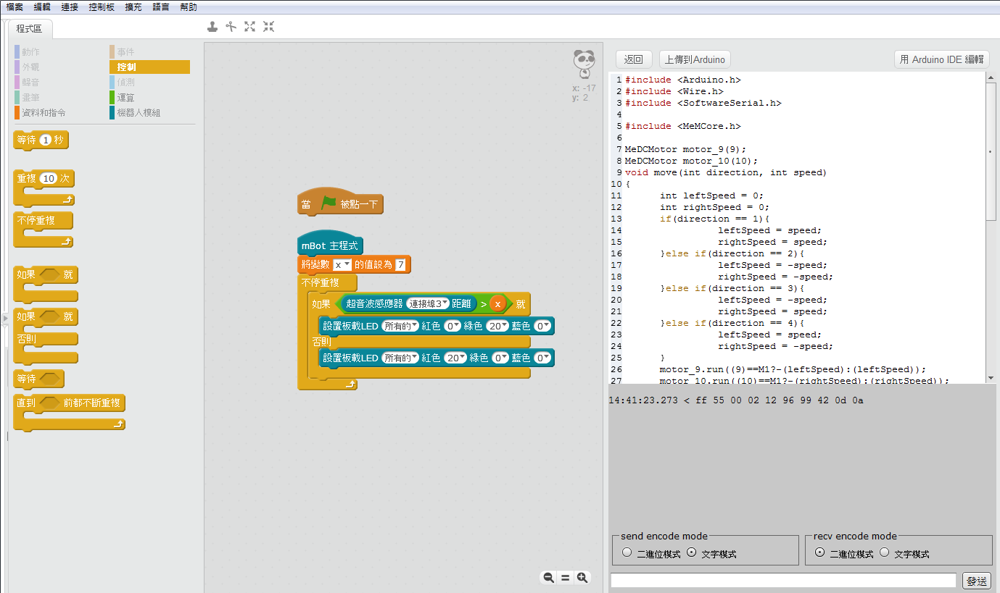 檔案 編輯 連接 控制板 擴充 語言 幫助
程式區
動作 事件
外觀 控制
聲音 偵測
畫筆 運算
資料和指令 機器人模組
等待 1 秒
重複 10 次
不停重複
如果 就
如果 就
否則
等待
直到 前都不斷重複
x: -17
y: 2
當 被點一下
mBot 主程式
將變數 x 的值設為 7
不停重複
如果 超音波感應器 連接埠3 距離 > x 就
設置板載LED 所有的 紅色 0 綠色 20 藍色 0
否則
設置板載LED 所有的 紅色 20 綠色 0 藍色 0
返回 上傳到Arduino 用 Arduino IDE 編輯
1 #include <Arduino.h>
2 #include <Wire.h>
3 #include <SoftwareSerial.h>
4
5 #include <MeMCore.h>
6
7 MeDCMotor motor_9(9);
8 MeDCMotor motor_10(10);
9 void move(int direction, int speed)
10 {
11 int leftSpeed = 0;
12 int rightSpeed = 0;
13 if(direction == 1){
14 leftSpeed = speed;
15 rightSpeed = speed;
16 }else if(direction == 2){
17 leftSpeed = -speed;
18 rightSpeed = -speed;
19 }else if(direction == 3){
20 leftSpeed = -speed;
21 rightSpeed = speed;
22 }else if(direction == 4){
23 leftSpeed = speed;
24 rightSpeed = -speed;
25 }
26 motor_9.run((9)==M1?-(leftSpeed):(leftSpeed));
27 motor_10.run((10)==M1?-(rightSpeed):(rightSpeed));
14:41:23.273 < ff 55 00 02 12 96 99 42 0d 0a
send encode mode
二進位模式 文字模式
recv encode mode
二進位模式 文字模式
發送